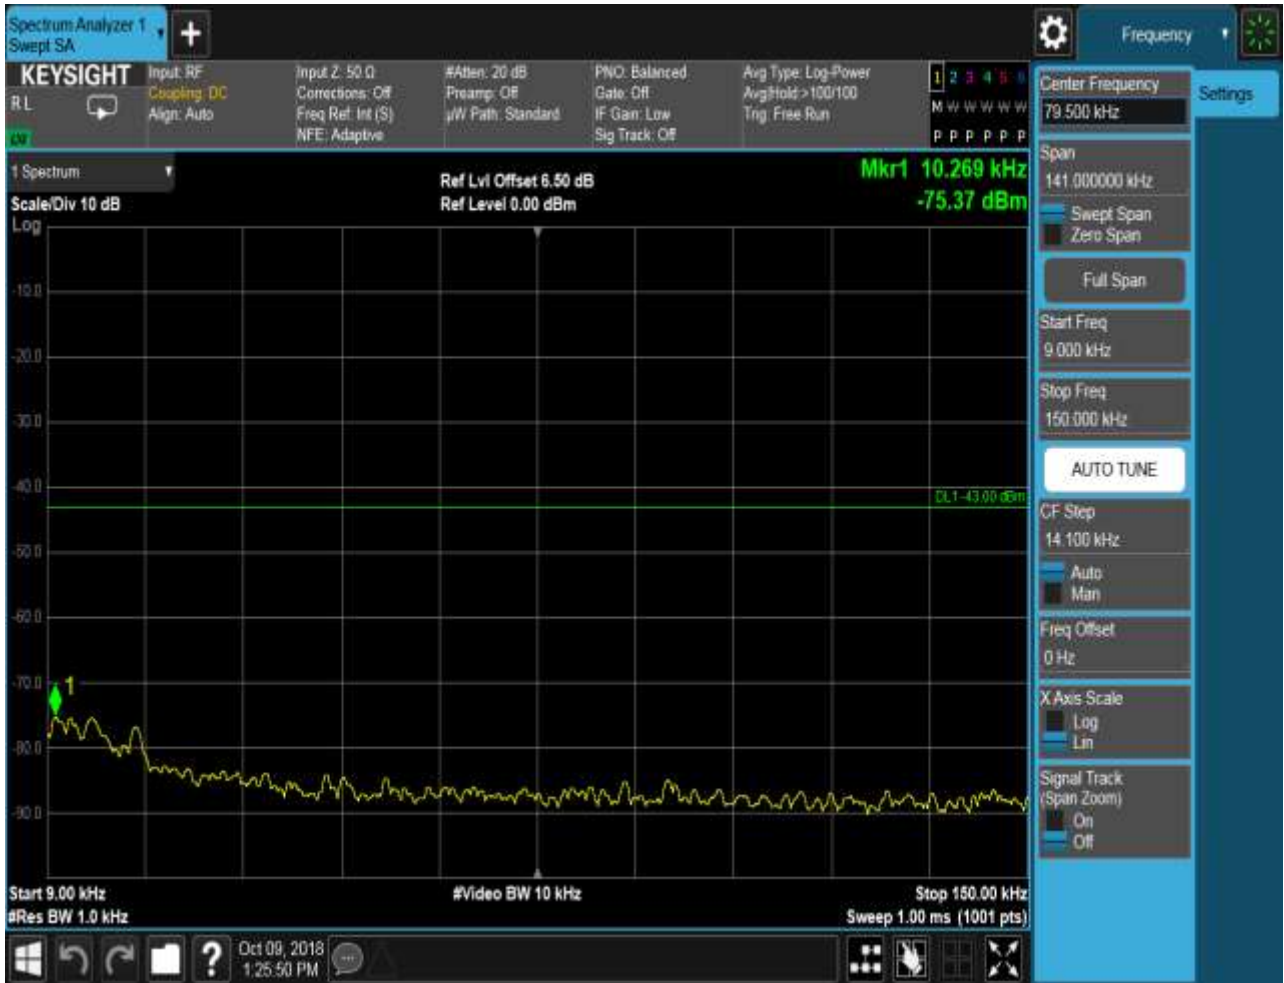 Spectrum Analyzer 1
Swept SA
Frequency
KEYSIGHT
R L
Input: RF
Coupling: DC
Align: Auto
Input Z: 50 Ω
Corrections: Off
Freq Ref: Int (S)
NFE: Adaptive
#Atten: 20 dB
Preamp: Off
µW Path: Standard
PNO: Balanced
Gate: Off
IF Gain: Low
Sig Track: Off
Avg Type: Log-Power
Avg|Hold:>100/100
Trig: Free Run
1 2 3 4 5 6
M W W W W W
P P P P P P
1 Spectrum
Scale/Div 10 dB
Log
Ref Lvl Offset 6.50 dB
Ref Level 0.00 dBm
Mkr1 10.269 kHz
-75.37 dBm
-10.0
-20.0
-30.0
-40.0
DL1 -43.00 dBm
-50.0
-60.0
-70.0
1
-80.0
-90.0
Start 9.00 kHz
#Res BW 1.0 kHz
#Video BW 10 kHz
Stop 150.00 kHz
Sweep 1.00 ms (1001 pts)
Center Frequency
79.500 kHz
Settings
Span
141.000000 kHz
Swept Span
Zero Span
Full Span
Start Freq
9.000 kHz
Stop Freq
150.000 kHz
AUTO TUNE
CF Step
14.100 kHz
Auto
Man
Freq Offset
0 Hz
X Axis Scale
Log
Lin
Signal Track
(Span Zoom)
On
Off
?
Oct 09, 2018
1:25:50 PM